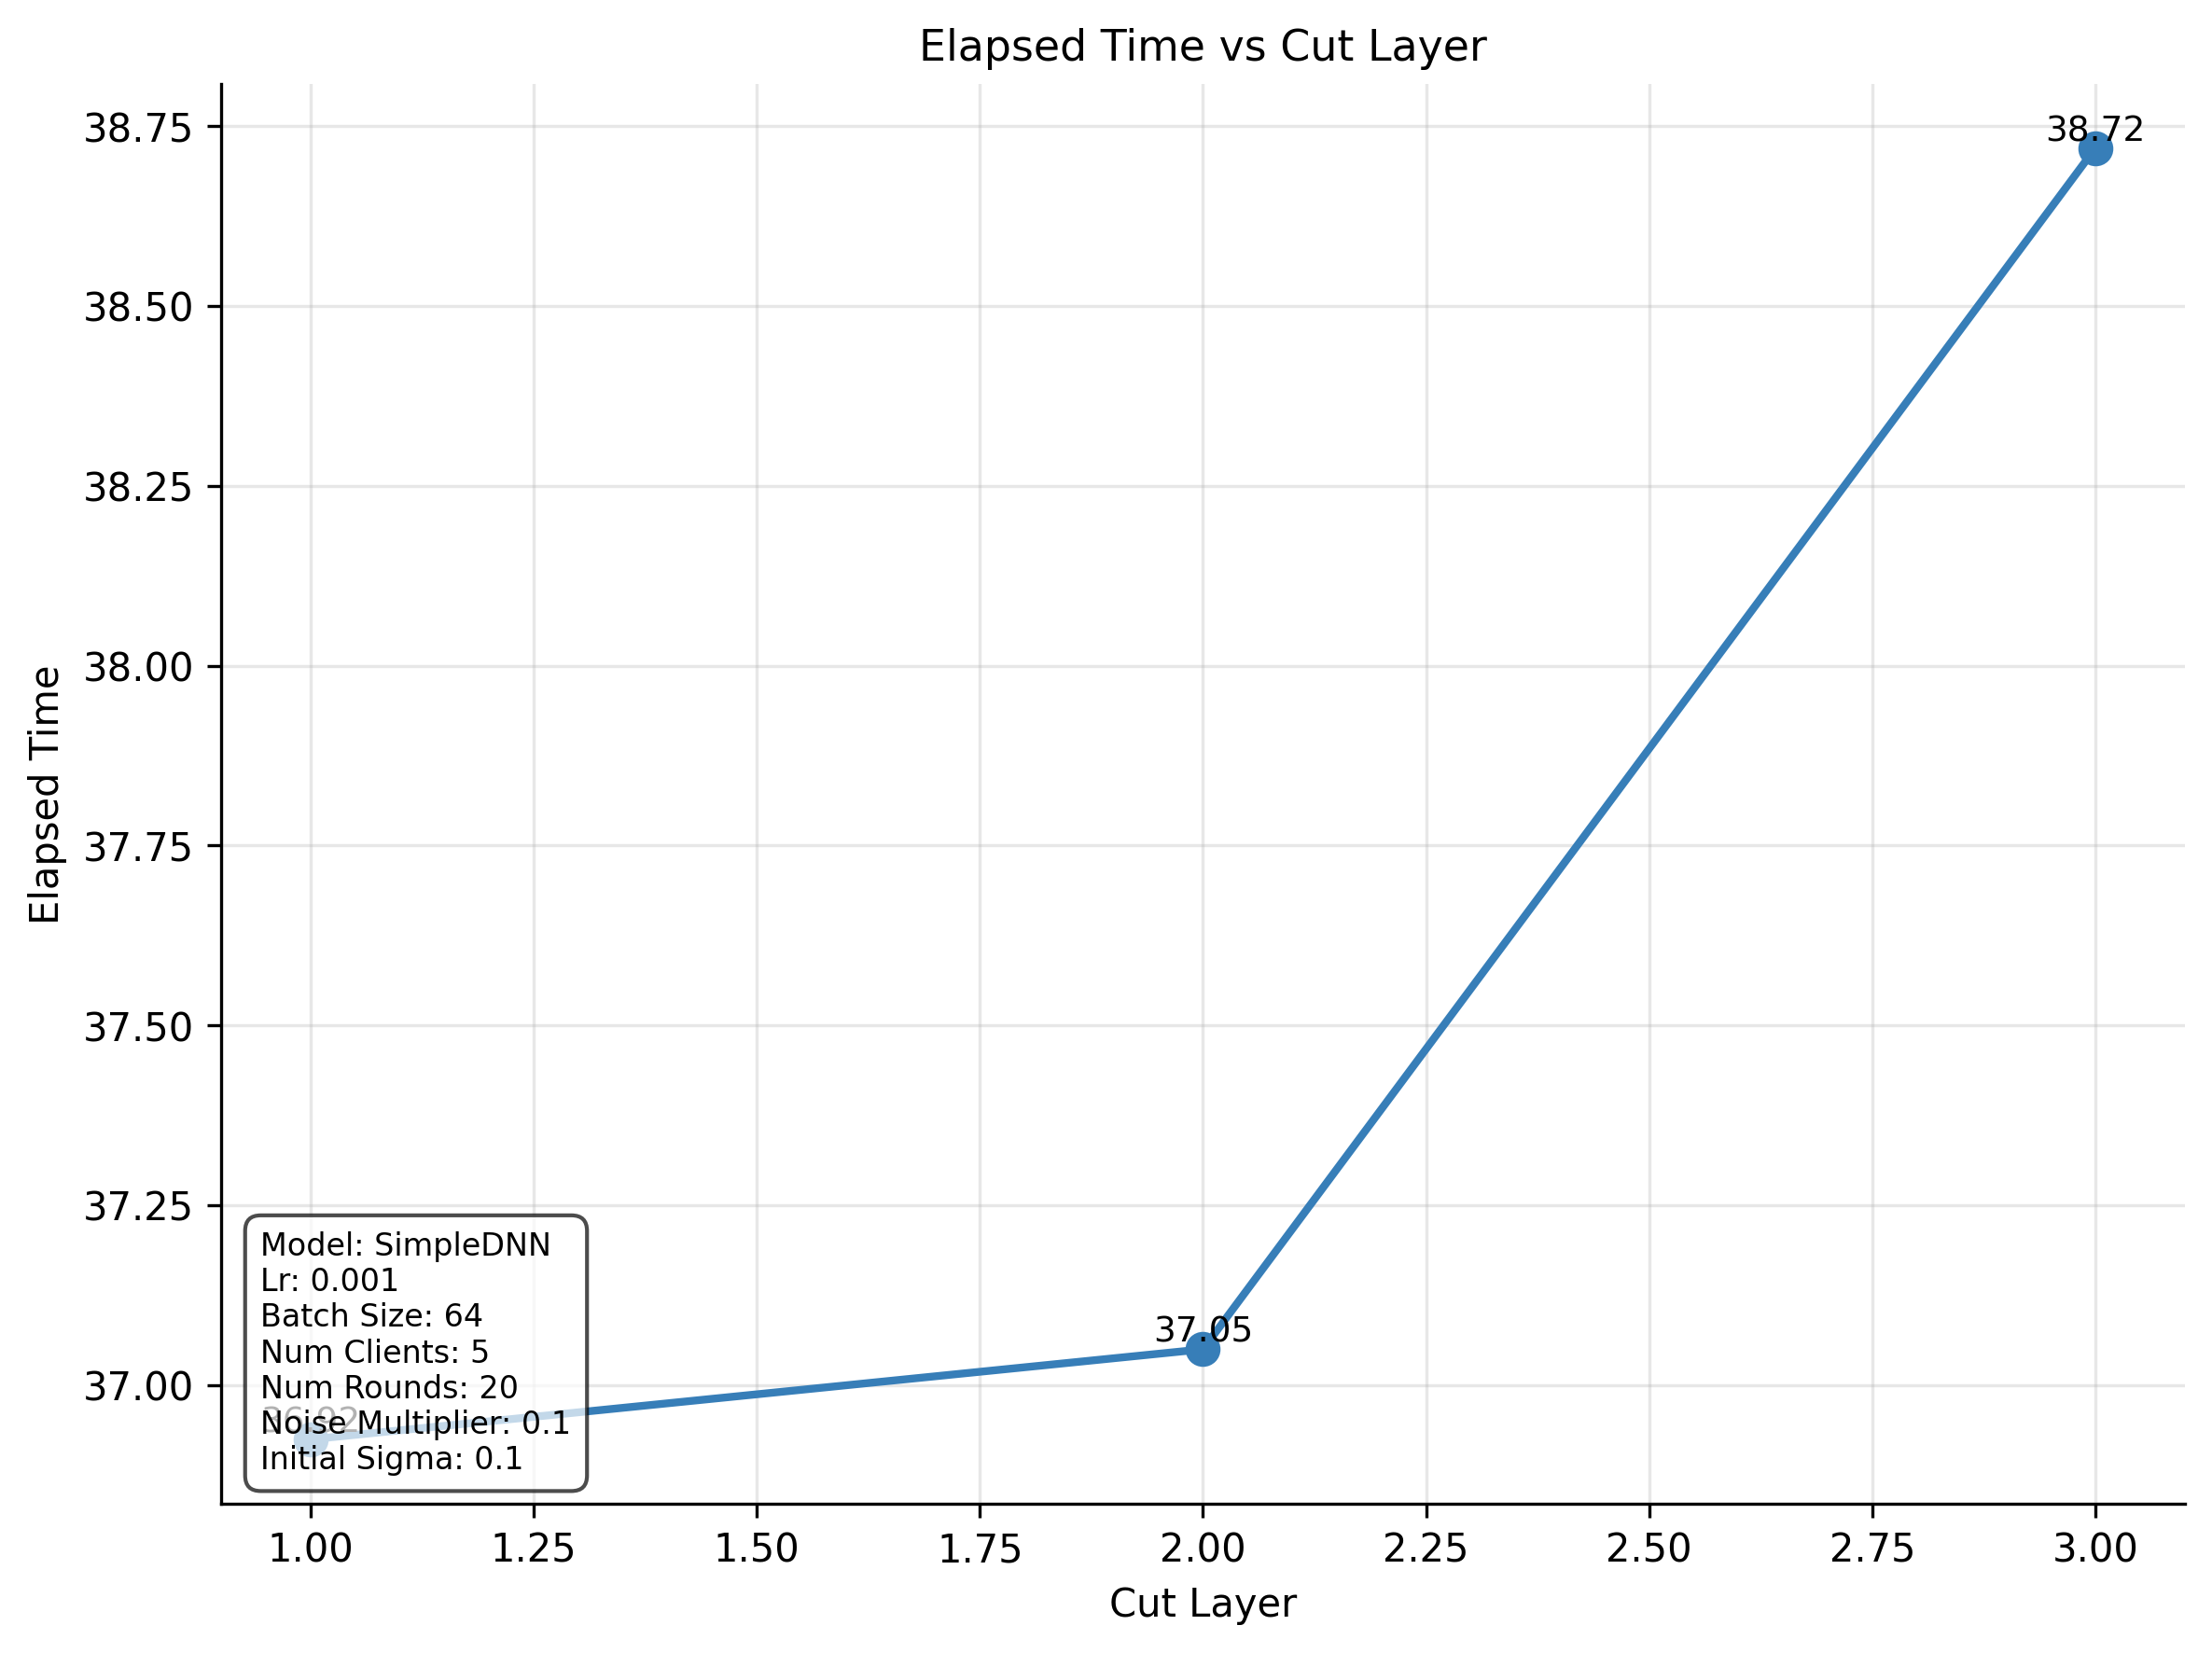 Elapsed Time vs Cut Layer
Elapsed Time
38.75
38.50
38.25
38.00
37.75
37.50
37.25
37.00
38.72
37.05
36.92
Model: SimpleDNN
Lr: 0.001
Batch Size: 64
Num Clients: 5
Num Rounds: 20
Noise Multiplier: 0.1
Initial Sigma: 0.1
1.00 1.25 1.50 1.75 2.00 2.25 2.50 2.75 3.00
Cut Layer